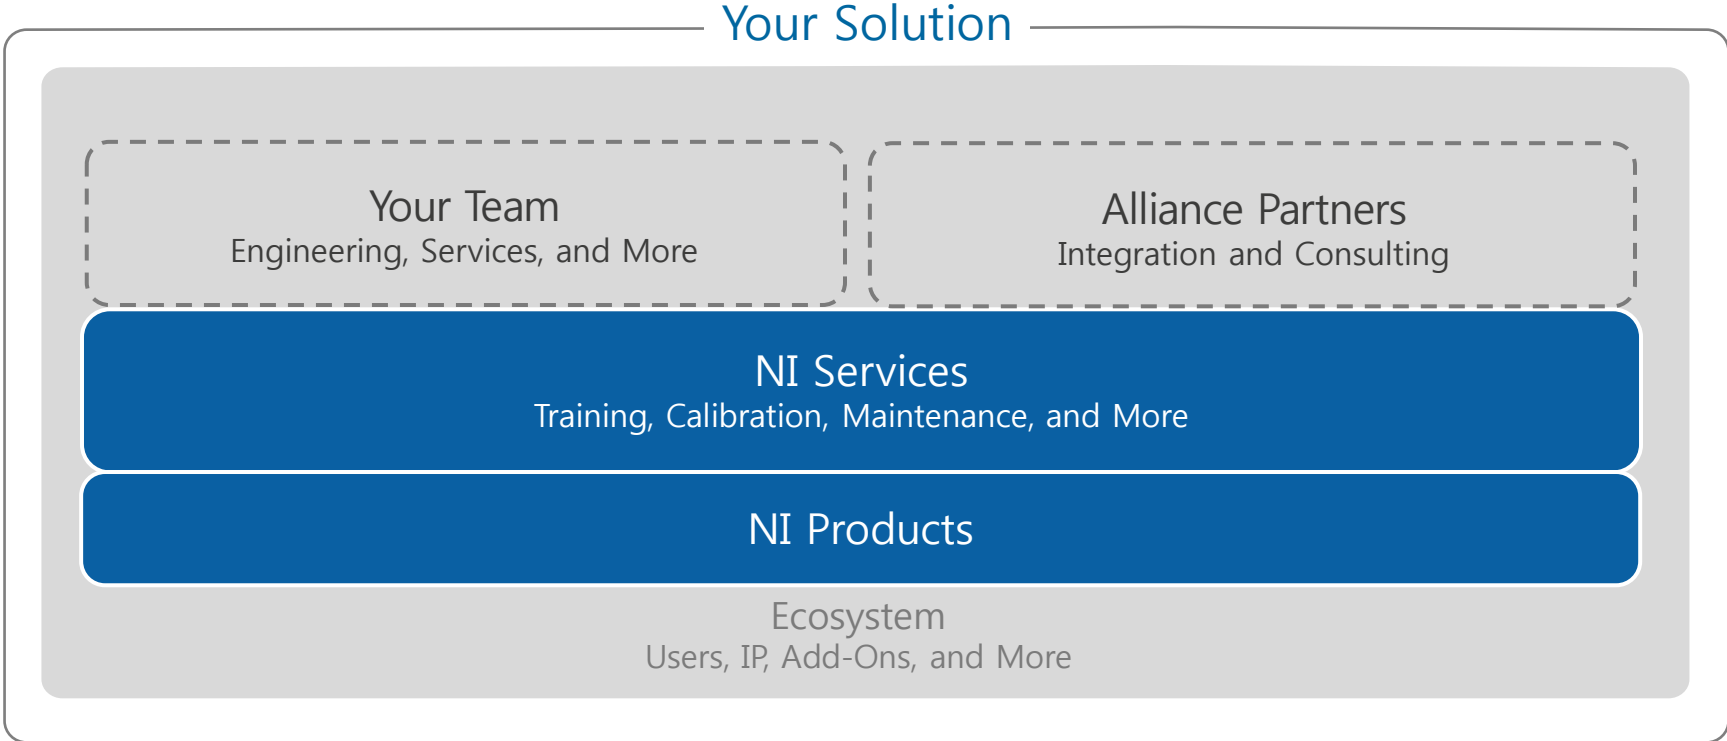 Your Solution
Your Team
Engineering, Services, and More
Alliance Partners
Integration and Consulting
NI Services
Training, Calibration, Maintenance, and More
NI Products
Ecosystem
Users, IP, Add-Ons, and More